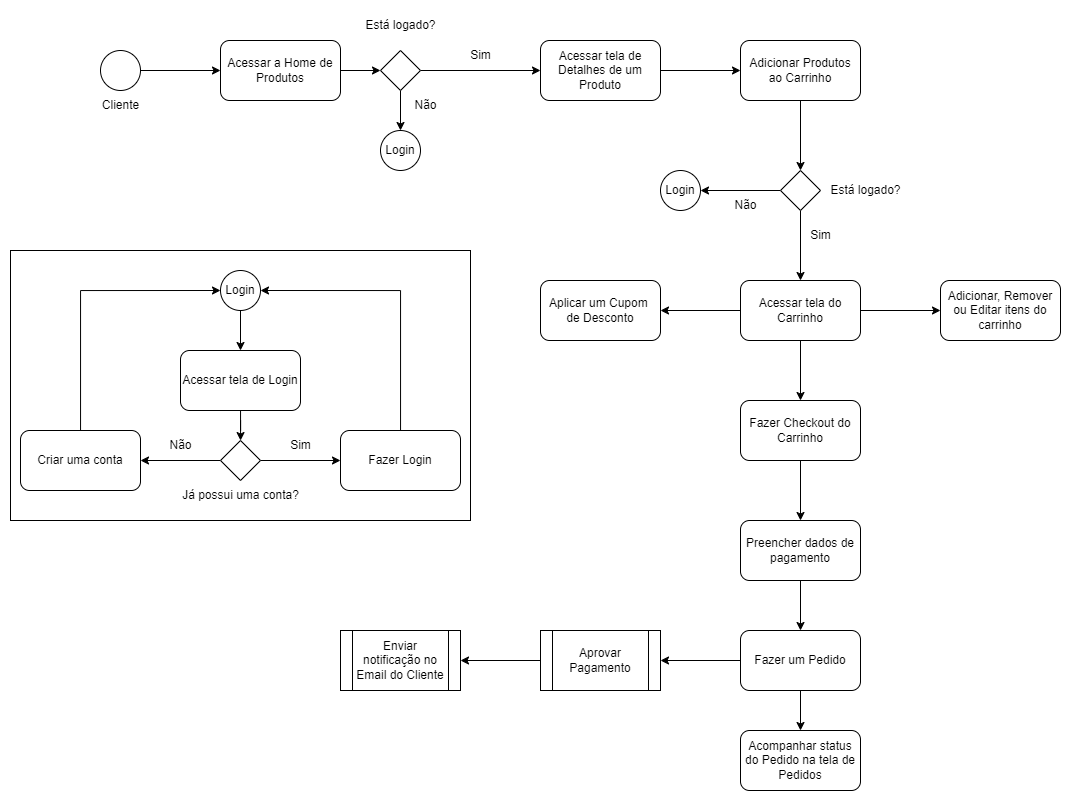 Está logado?
Cliente
Acessar a Home de
Produtos
Sim
Não
Login
Acessar tela de
Detalhes de um
Produto
Adicionar Produtos
ao Carrinho
Está logado?
Não
Login
Sim
Aplicar um Cupom
de Desconto
Acessar tela do
Carrinho
Adicionar, Remover
ou Editar itens do
carrinho
Login
Acessar tela de Login
Não
Sim
Criar uma conta
Fazer Login
Já possui uma conta?
Fazer Checkout do
Carrinho
Preencher dados de
pagamento
Fazer um Pedido
Aprovar
Pagamento
Enviar
notificação no
Email do Cliente
Acompanhar status
do Pedido na tela de
Pedidos